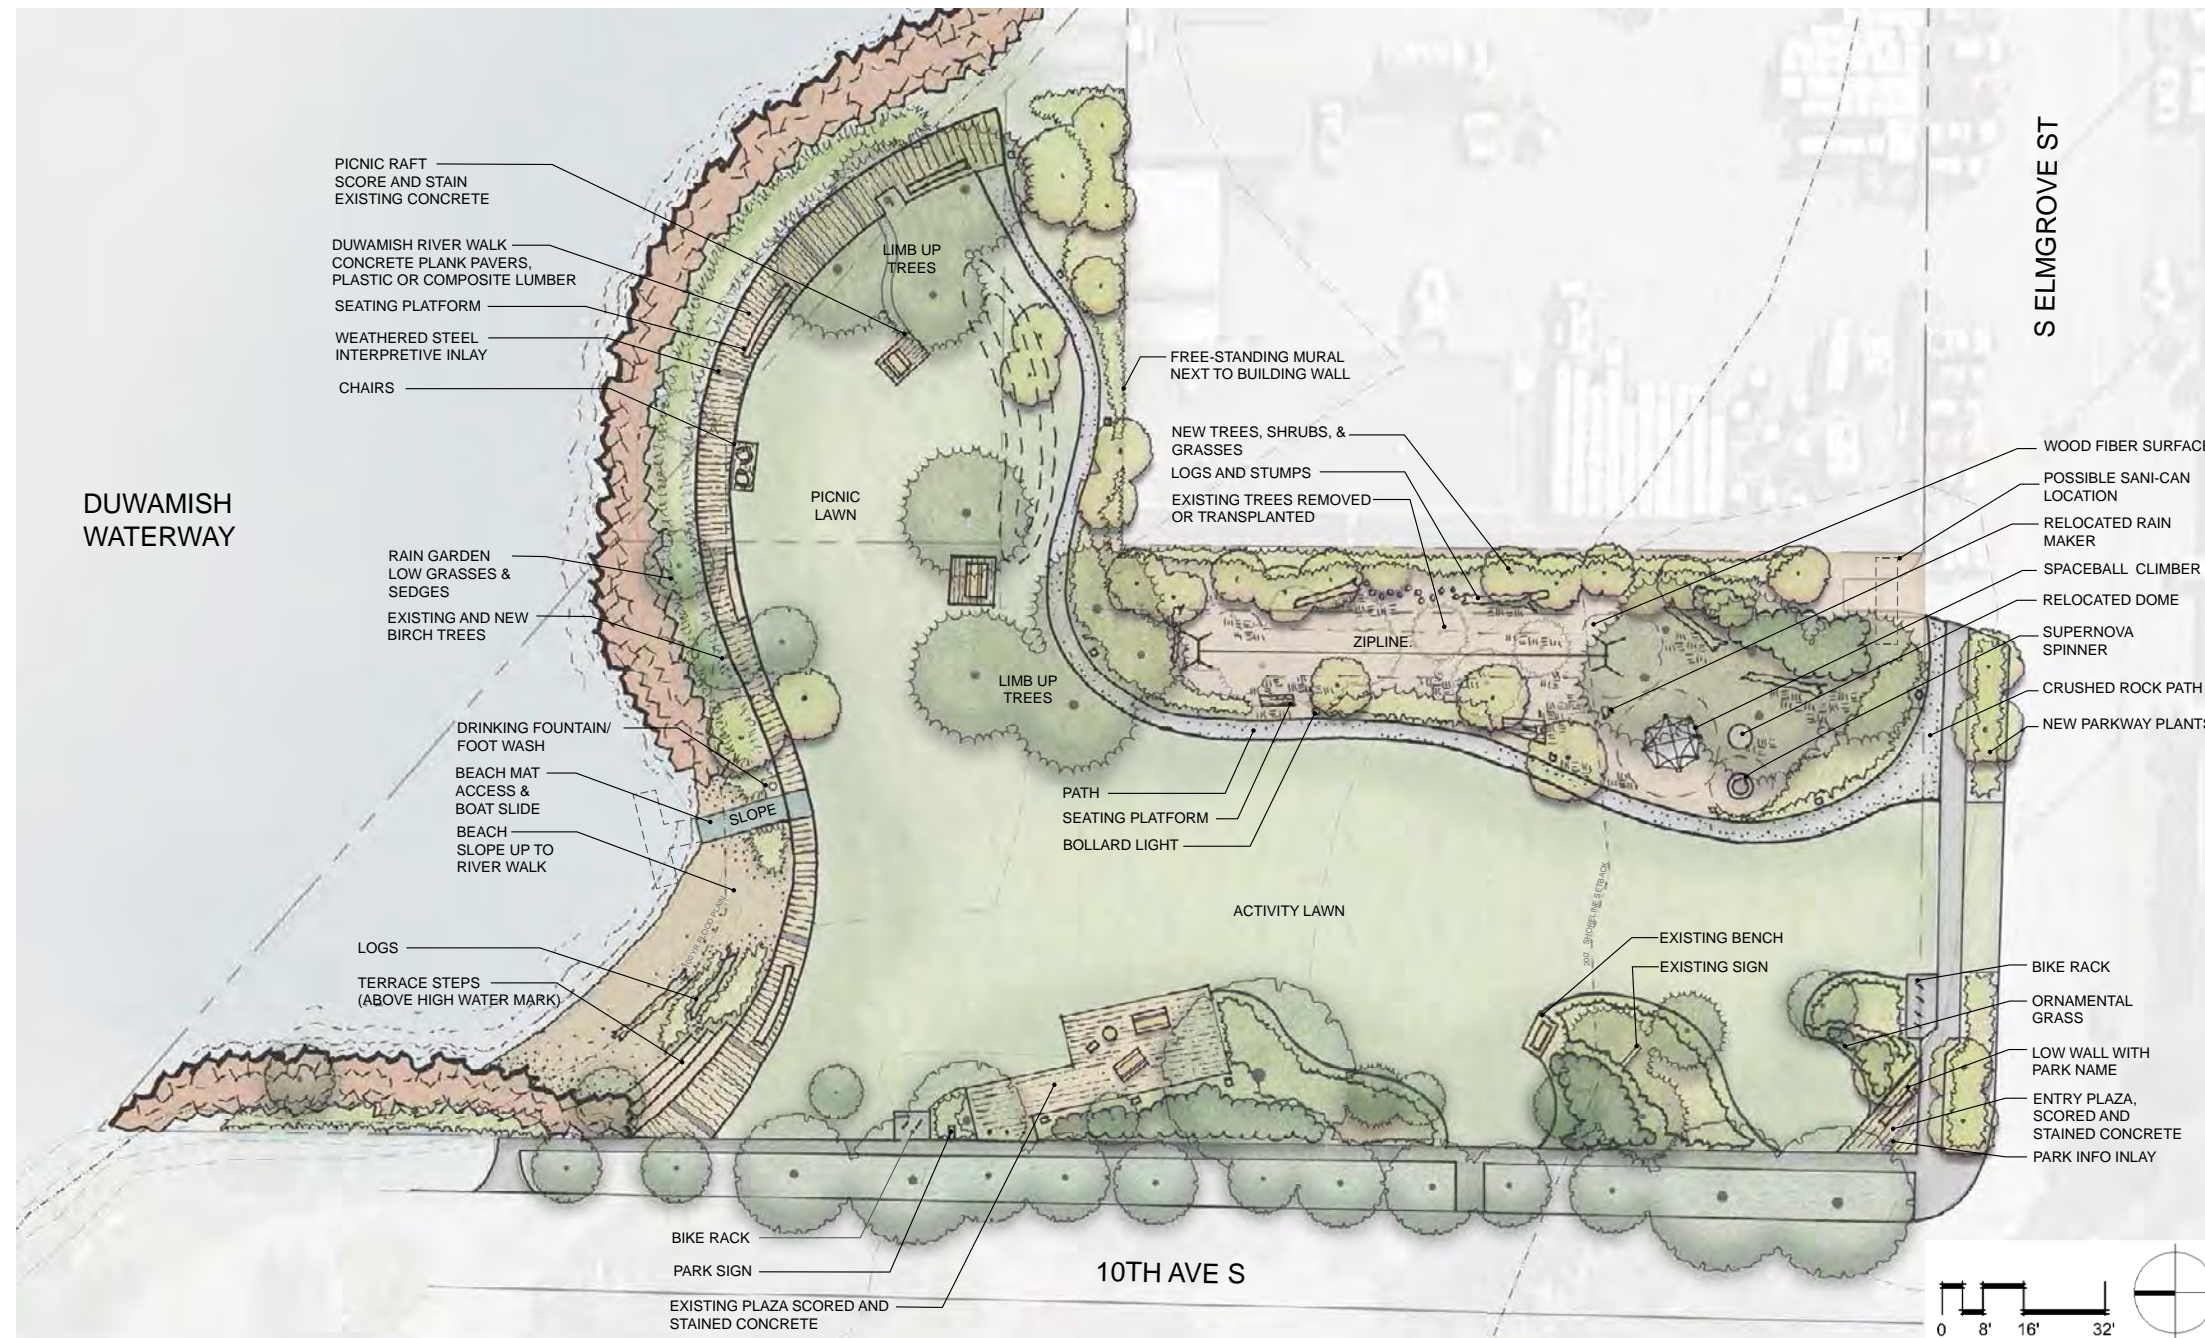 PICNIC RAFT
SCORE AND STAIN
EXISTING CONCRETE
DUWAMISH RIVER WALK
CONCRETE PLANK PAVERS,
PLASTIC OR COMPOSITE LUMBER
SEATING PLATFORM
WEATHERED STEEL
INTERPRETIVE INLAY
CHAIRS
DUWAMISH
WATERWAY
RAIN GARDEN
LOW GRASSES &
SEDGES
EXISTING AND NEW
BIRCH TREES
DRINKING FOUNTAIN/
FOOT WASH
BEACH MAT
ACCESS &
BOAT SLIDE
BEACH
SLOPE UP TO
RIVER WALK
LOGS
TERRACE STEPS
(ABOVE HIGH WATER MARK)
SLOPE
100 YR FLOOD PLAIN
LIMB UP
TREES
PICNIC
LAWN
LIMB UP
TREES
FREE-STANDING MURAL
NEXT TO BUILDING WALL
NEW TREES, SHRUBS, &
GRASSES
LOGS AND STUMPS
EXISTING TREES REMOVED
OR TRANSPLANTED
ZIPLINE.
PATH
SEATING PLATFORM
BOLLARD LIGHT
ACTIVITY LAWN
200' SHORELINE SETBACK
EXISTING BENCH
EXISTING SIGN
S ELMGROVE ST
WOOD FIBER SURFACE
POSSIBLE SANI-CAN
LOCATION
RELOCATED RAIN
MAKER
SPACEBALL CLIMBER
RELOCATED DOME
SUPERNOVA
SPINNER
CRUSHED ROCK PATH
NEW PARKWAY PLANTS
BIKE RACK
ORNAMENTAL
GRASS
LOW WALL WITH
PARK NAME
ENTRY PLAZA,
SCORED AND
STAINED CONCRETE
PARK INFO INLAY
BIKE RACK
PARK SIGN
EXISTING PLAZA SCORED AND
STAINED CONCRETE
10TH AVE S
0 8' 16' 32'